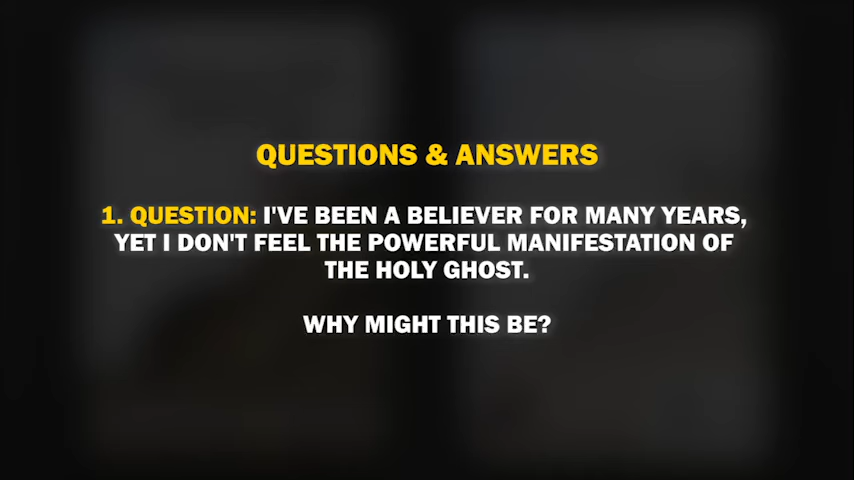 QUESTIONS & ANSWERS
1. QUESTION: I'VE BEEN A BELIEVER FOR MANY YEARS,
YET I DON'T FEEL THE POWERFUL MANIFESTATION OF
THE HOLY GHOST.
WHY MIGHT THIS BE?